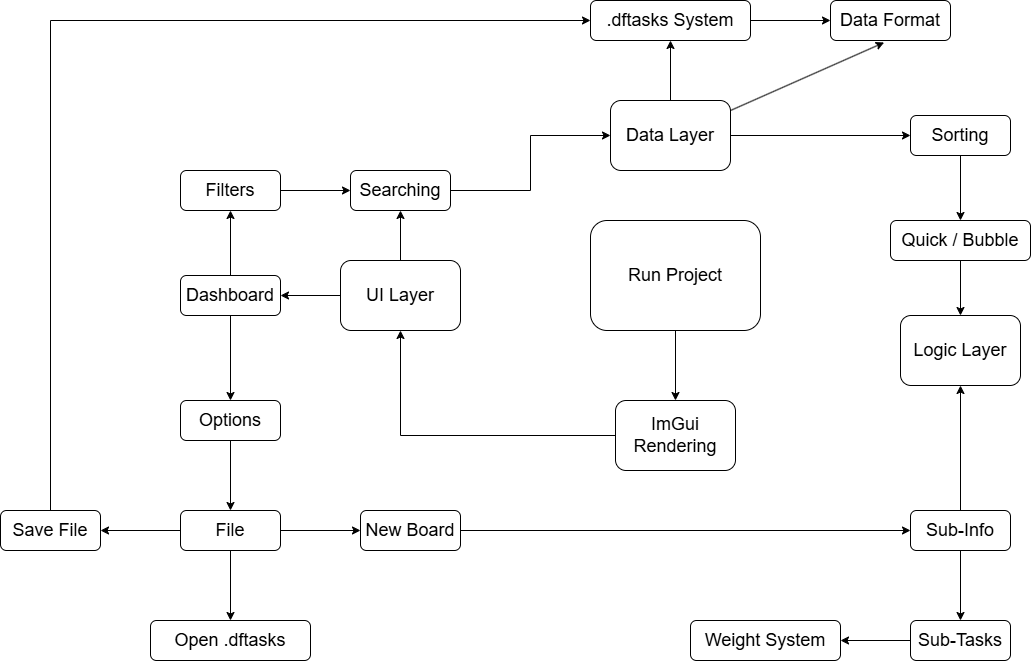 .dftasks System
Data Format
Data Layer
Sorting
Filters
Searching
Quick / Bubble
Run Project
Dashboard
UI Layer
Logic Layer
Options
ImGui
Rendering
Save File
File
New Board
Sub-Info
Open .dftasks
Weight System
Sub-Tasks